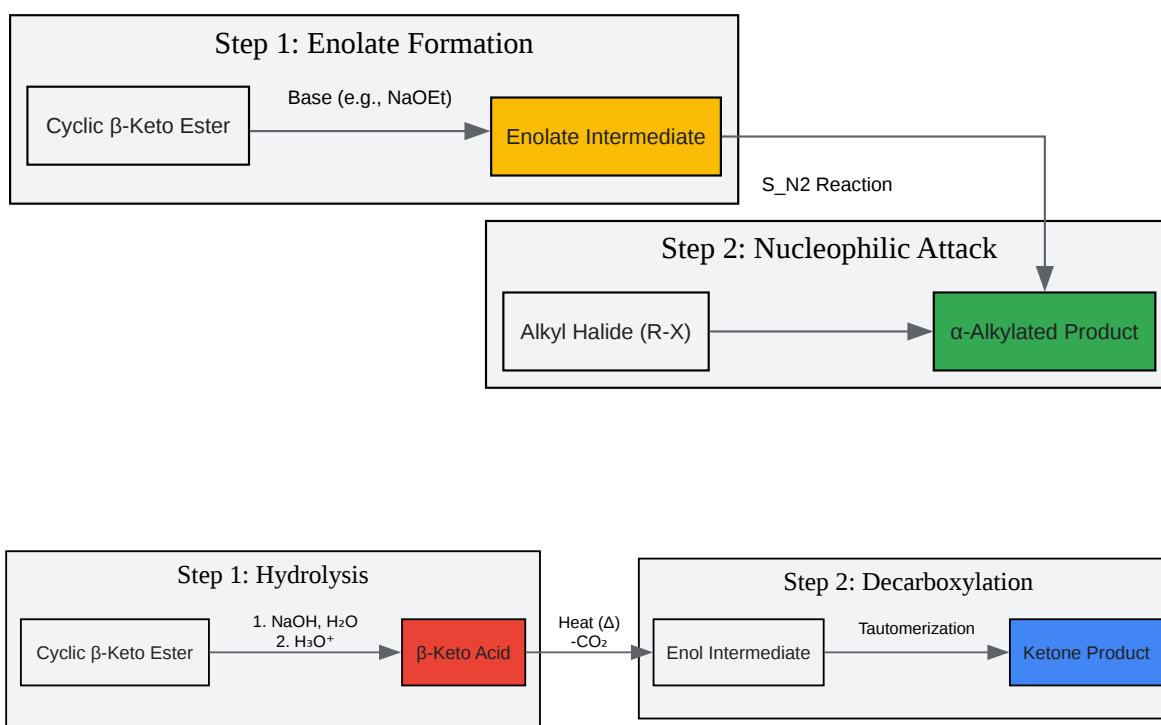 Step 1: Enolate Formation
Base (e.g., NaOEt)
Cyclic β-Keto Ester
Enolate Intermediate
S_N2 Reaction
Step 2: Nucleophilic Attack
Alkyl Halide (R-X)
α-Alkylated Product
Step 1: Hydrolysis
1. NaOH, H₂O
2. H₃O⁺
Cyclic β-Keto Ester
β-Keto Acid
Heat (Δ)
-CO₂
Step 2: Decarboxylation
Tautomerization
Enol Intermediate
Ketone Product